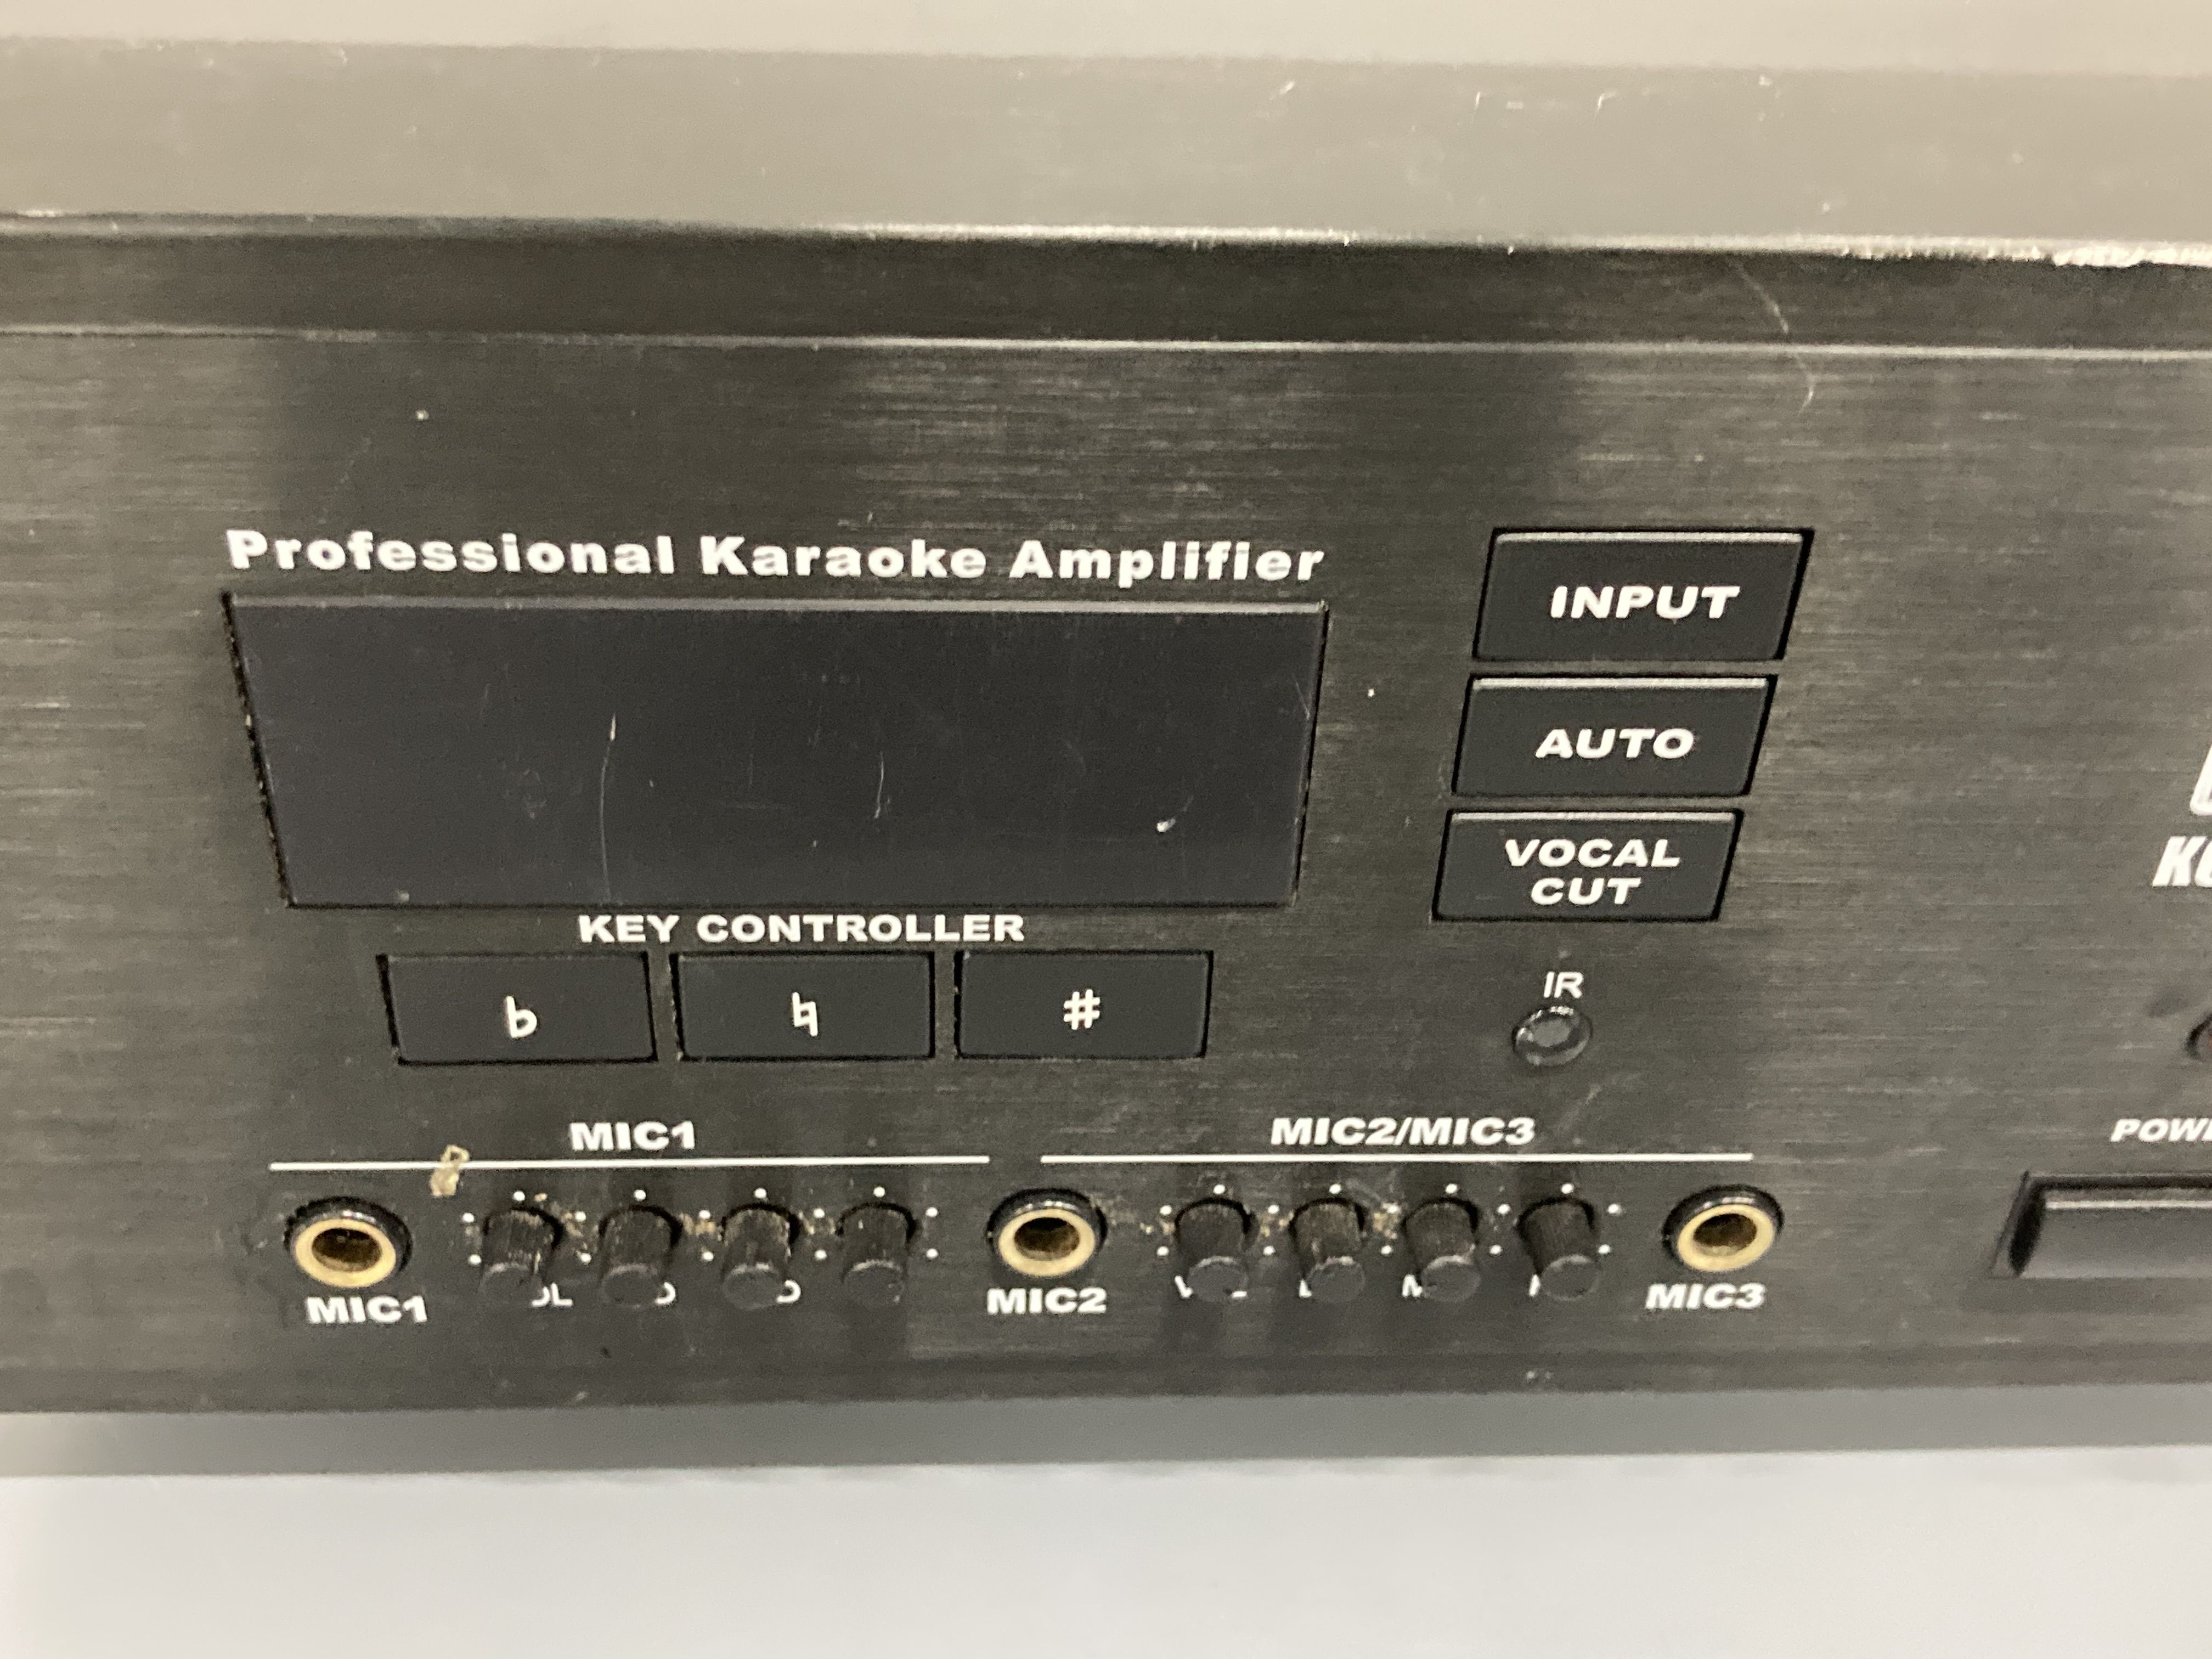 Professional Karaoke Amplifier
INPUT
AUTO
VOCAL
CUT
KEY CONTROLLER
♭ ♮ #
IR
MIC1
MIC2/MIC3
MIC1
MIC2
MIC3